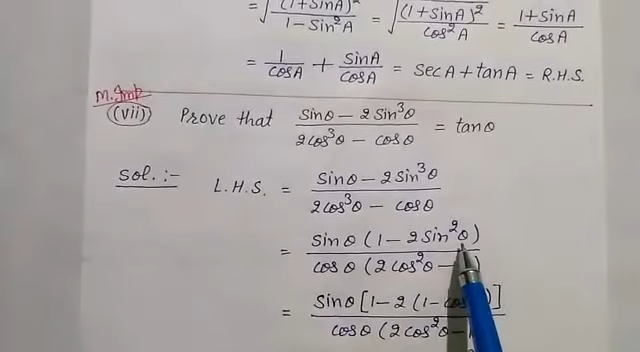 = √(1+sinA)²/1−Sin²A = √(1+sinA)²/cos²A = 1+sinA/cosA
= 1/cosA + sinA/cosA = secA + tanA = R.H.S.
M.Imp
(vii) Prove that sinθ − 2Sin³θ / 2cos³θ − cosθ = tanθ
Sol. :- L.H.S. = sinθ − 2sin³θ / 2cos³θ − cosθ
= sinθ (1 − 2sin²θ) / cosθ (2cos²θ − )
= sinθ [1 − 2 (1 − cos )] / cosθ (2cos²θ − 1